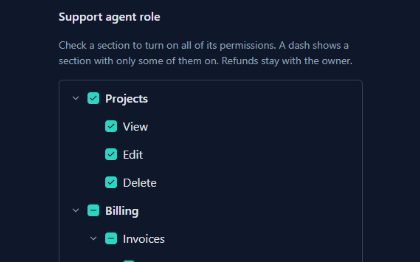 Support agent role
Check a section to turn on all of its permissions. A dash shows a
section with only some of them on. Refunds stay with the owner.
Projects
View
Edit
Delete
Billing
Invoices